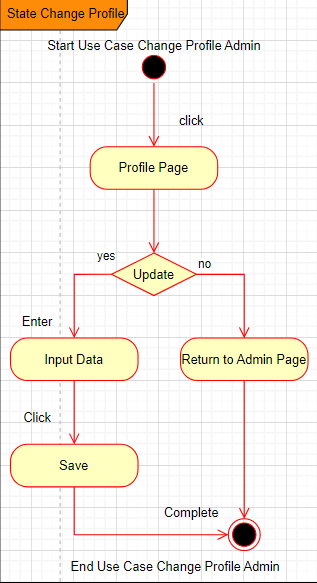 State Change Profile
Start Use Case Change Profile Admin
click
Profile Page
yes
no
Update
Enter
Input Data
Return to Admin Page
Click
Save
Complete
End Use Case Change Profile Admin